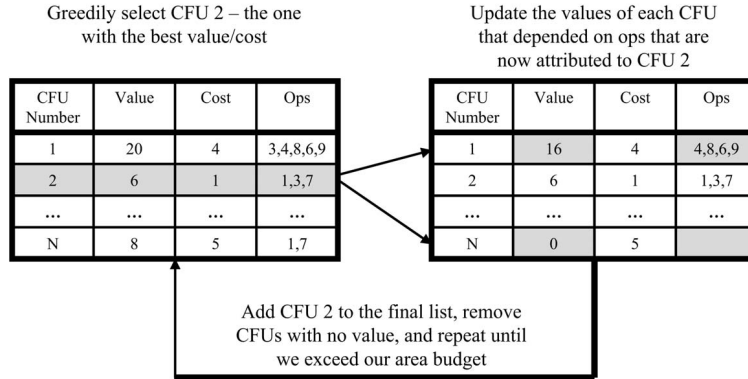 Greedily select CFU 2 – the one
with the best value/cost
Update the values of each CFU
that depended on ops that are
now attributed to CFU 2
CFU Number Value Cost Ops
1 20 4 3,4,8,6,9
2 6 1 1,3,7
... ... ... ...
N 8 5 1,7
CFU Number Value Cost Ops
1 16 4 4,8,6,9
2 6 1 1,3,7
... ... ... ...
N 0 5
Add CFU 2 to the final list, remove
CFUs with no value, and repeat until
we exceed our area budget